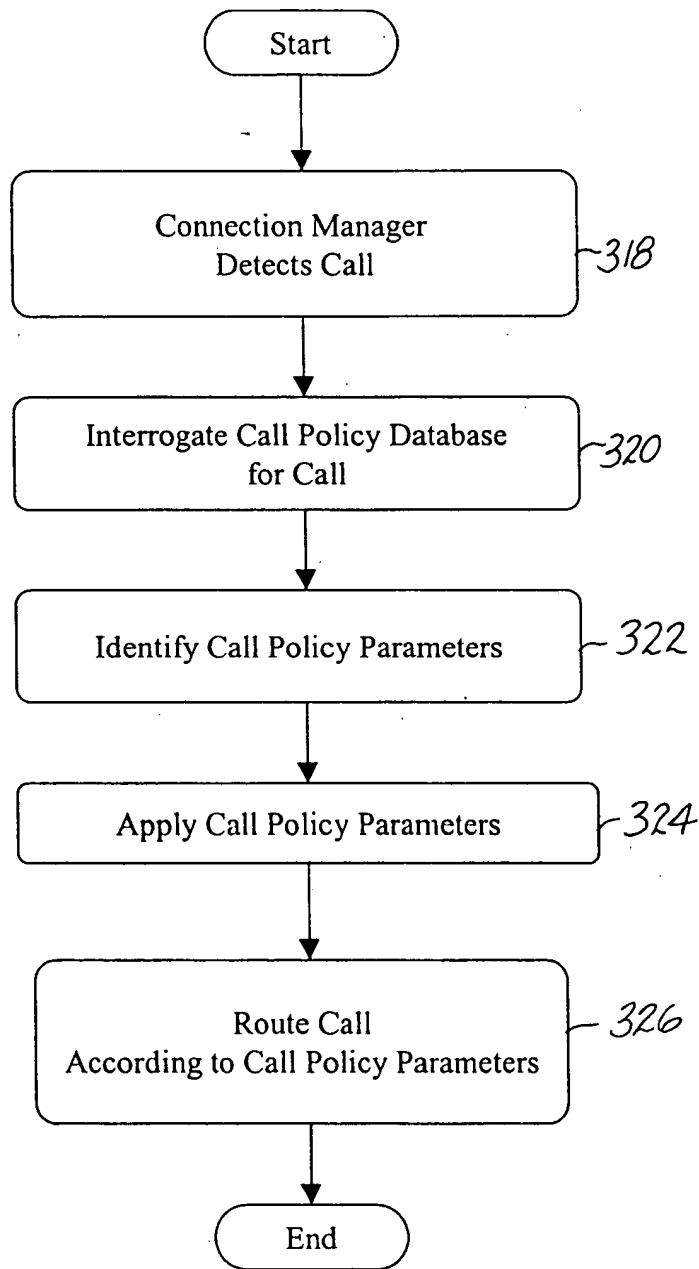 Start
Connection Manager
Detects Call
318
Interrogate Call Policy Database
for Call
320
Identify Call Policy Parameters
322
Apply Call Policy Parameters
324
Route Call
According to Call Policy Parameters
326
End